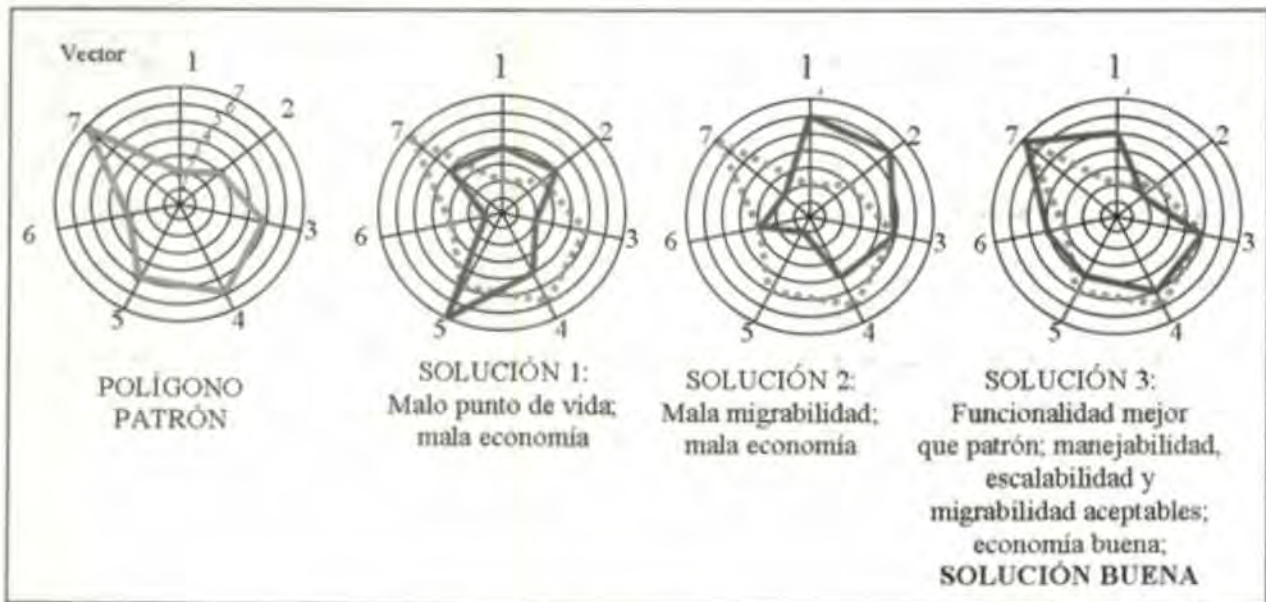 Vector
1
2
3
4
5
6
7
7
6
5
4
POLÍGONO
PATRÓN
1
2
3
4
5
6
7
SOLUCIÓN 1:
Malo punto de vida;
mala economía
1
2
3
4
5
6
7
SOLUCIÓN 2:
Mala migrabilidad;
mala economía
1
2
3
4
5
6
7
SOLUCIÓN 3:
Funcionalidad mejor
que patrón; manejabilidad,
escalabilidad y
migrabilidad aceptables;
economía buena;
SOLUCIÓN BUENA